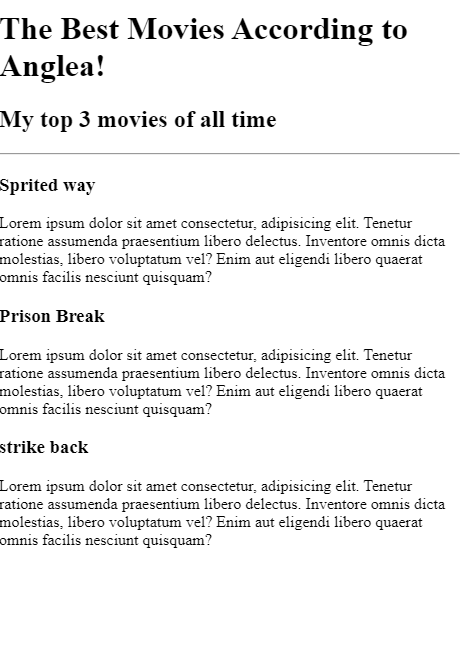 The Best Movies According to
Anglea!
My top 3 movies of all time
Sprited way
Lorem ipsum dolor sit amet consectetur, adipisicing elit. Tenetur
ratione assumenda praesentium libero delectus. Inventore omnis dicta
molestias, libero voluptatum vel? Enim aut eligendi libero quaerat
omnis facilis nesciunt quisquam?
Prison Break
Lorem ipsum dolor sit amet consectetur, adipisicing elit. Tenetur
ratione assumenda praesentium libero delectus. Inventore omnis dicta
molestias, libero voluptatum vel? Enim aut eligendi libero quaerat
omnis facilis nesciunt quisquam?
strike back
Lorem ipsum dolor sit amet consectetur, adipisicing elit. Tenetur
ratione assumenda praesentium libero delectus. Inventore omnis dicta
molestias, libero voluptatum vel? Enim aut eligendi libero quaerat
omnis facilis nesciunt quisquam?